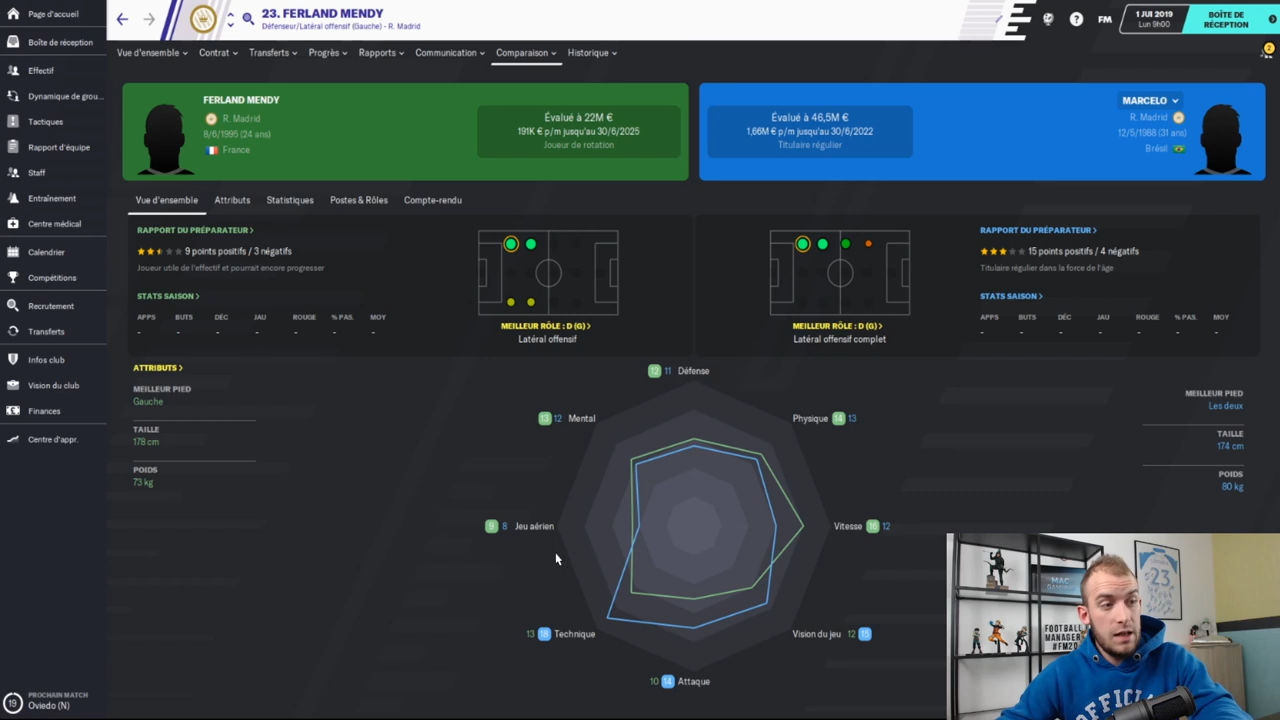 Page d'accueil
Boîte de réception
Effectif
Dynamique de grou...
Tactiques
Rapport d'équipe
Staff
Entraînement
Centre médical
Calendrier
Compétitions
Recrutement
Transferts
Infos club
Vision du club
Finances
Centre d'appr.
19
PROCHAIN MATCH
Oviedo (N)
23. FERLAND MENDY
Défenseur/Latéral offensif (Gauche) - R. Madrid
?
FM
1 JUI 2019
Lun 9h00
BOÎTE DE
RÉCEPTION
2
Vue d'ensemble Contrat Transferts Progrès Rapports Communication Comparaison Historique
FERLAND MENDY
R. Madrid
8/6/1995 (24 ans)
France
Évalué à 22M €
191K € p/m jusqu'au 30/6/2025
Joueur de rotation
Évalué à 46,5M €
1,66M € p/m jusqu'au 30/6/2022
Titulaire régulier
MARCELO
R. Madrid
12/5/1988 (31 ans)
Brésil
Vue d'ensemble Attributs Statistiques Postes & Rôles Compte-rendu
RAPPORT DU PRÉPARATEUR >
9 points positifs / 3 négatifs
Joueur utile de l'effectif et pourrait encore progresser
STATS SAISON >
APPS BUTS DÉC JAU ROUGE % PAS. MOY
- - - - - - -
MEILLEUR RÔLE : D (G) >
Latéral offensif
MEILLEUR RÔLE : D (G) >
Latéral offensif complet
RAPPORT DU PRÉPARATEUR >
15 points positifs / 4 négatifs
Titulaire régulier dans la force de l'âge
STATS SAISON >
APPS BUTS DÉC JAU ROUGE % PAS. MOY
- - - - - - -
ATTRIBUTS >
MEILLEUR PIED
Gauche
TAILLE
178 cm
POIDS
73 kg
12 11 Défense
13 12 Mental
Physique 14 13
9 8 Jeu aérien
Vitesse 16 12
13 18 Technique
Vision du jeu 12 15
10 14 Attaque
MEILLEUR PIED
Les deux
TAILLE
174 cm
POIDS
80 kg
MAC
23
FOOTBALL
MANAGER
#FM20
OFFICIAL